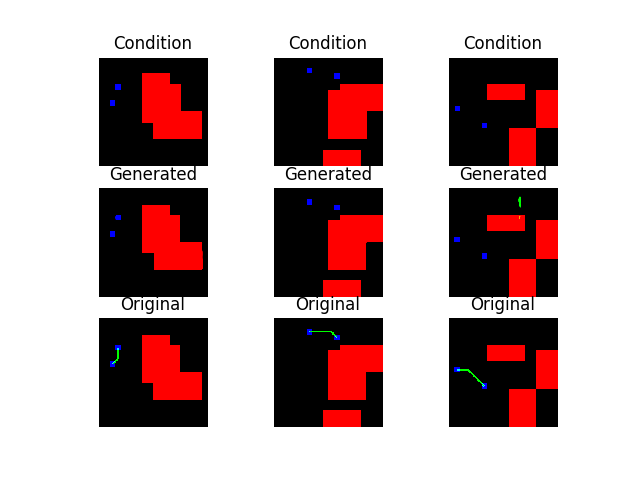 Condition Condition Condition
Generated Generated Generated
Original Original Original